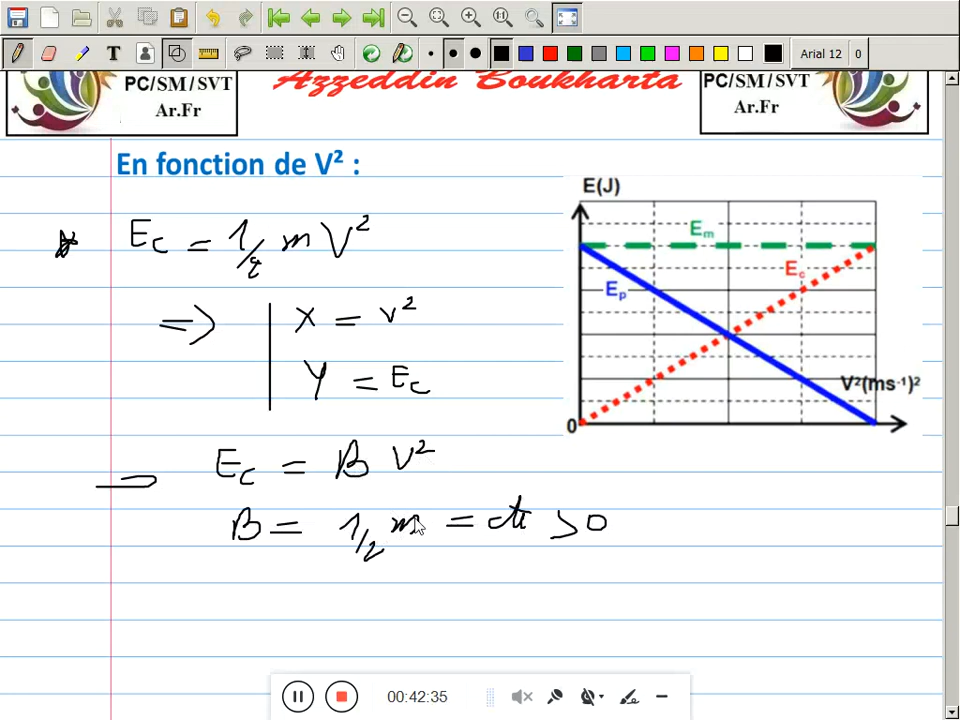 Arial 12 0
Azzeddin Boukharta
PC/SM/SVT
Ar.Fr
PC/SM/SVT
Ar.Fr
En fonction de V² :
Ec = 1/2 m V²
=> | X = v²
Y = Ec
=> Ec = B V²
B = 1/2 m = cte > 0
E(J)
Em
Ec
Ep
V²(ms⁻¹)²
0
00:42:35